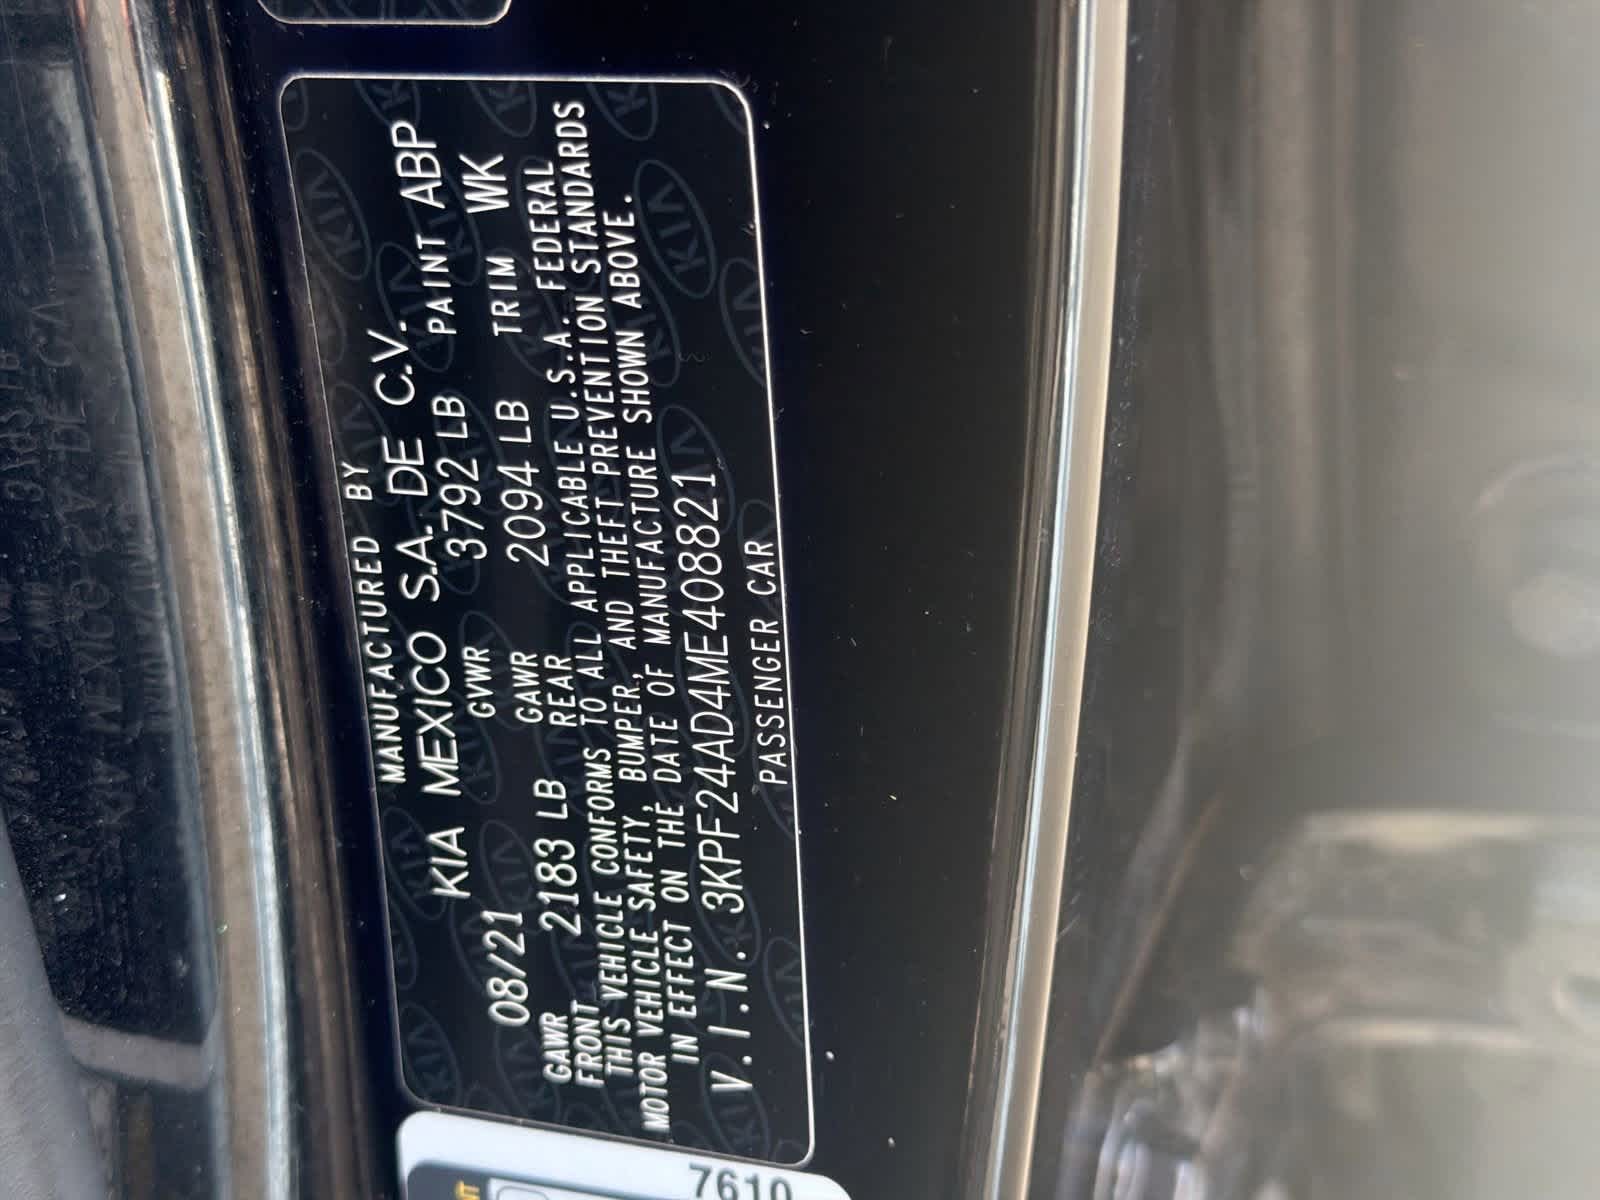 MANUFACTURED BY
KIA MEXICO S.A. DE C.V.
08/21 GVWR 3792 LB PAINT ABP
GAWR FRONT 2183 LB GAWR REAR 2094 LB TRIM WK
THIS VEHICLE CONFORMS TO ALL APPLICABLE U.S.A. FEDERAL
MOTOR VEHICLE SAFETY, BUMPER, AND THEFT PREVENTION STANDARDS
IN EFFECT ON THE DATE OF MANUFACTURE SHOWN ABOVE.
V.I.N. 3KPF24AD4ME408821
PASSENGER CAR
7610